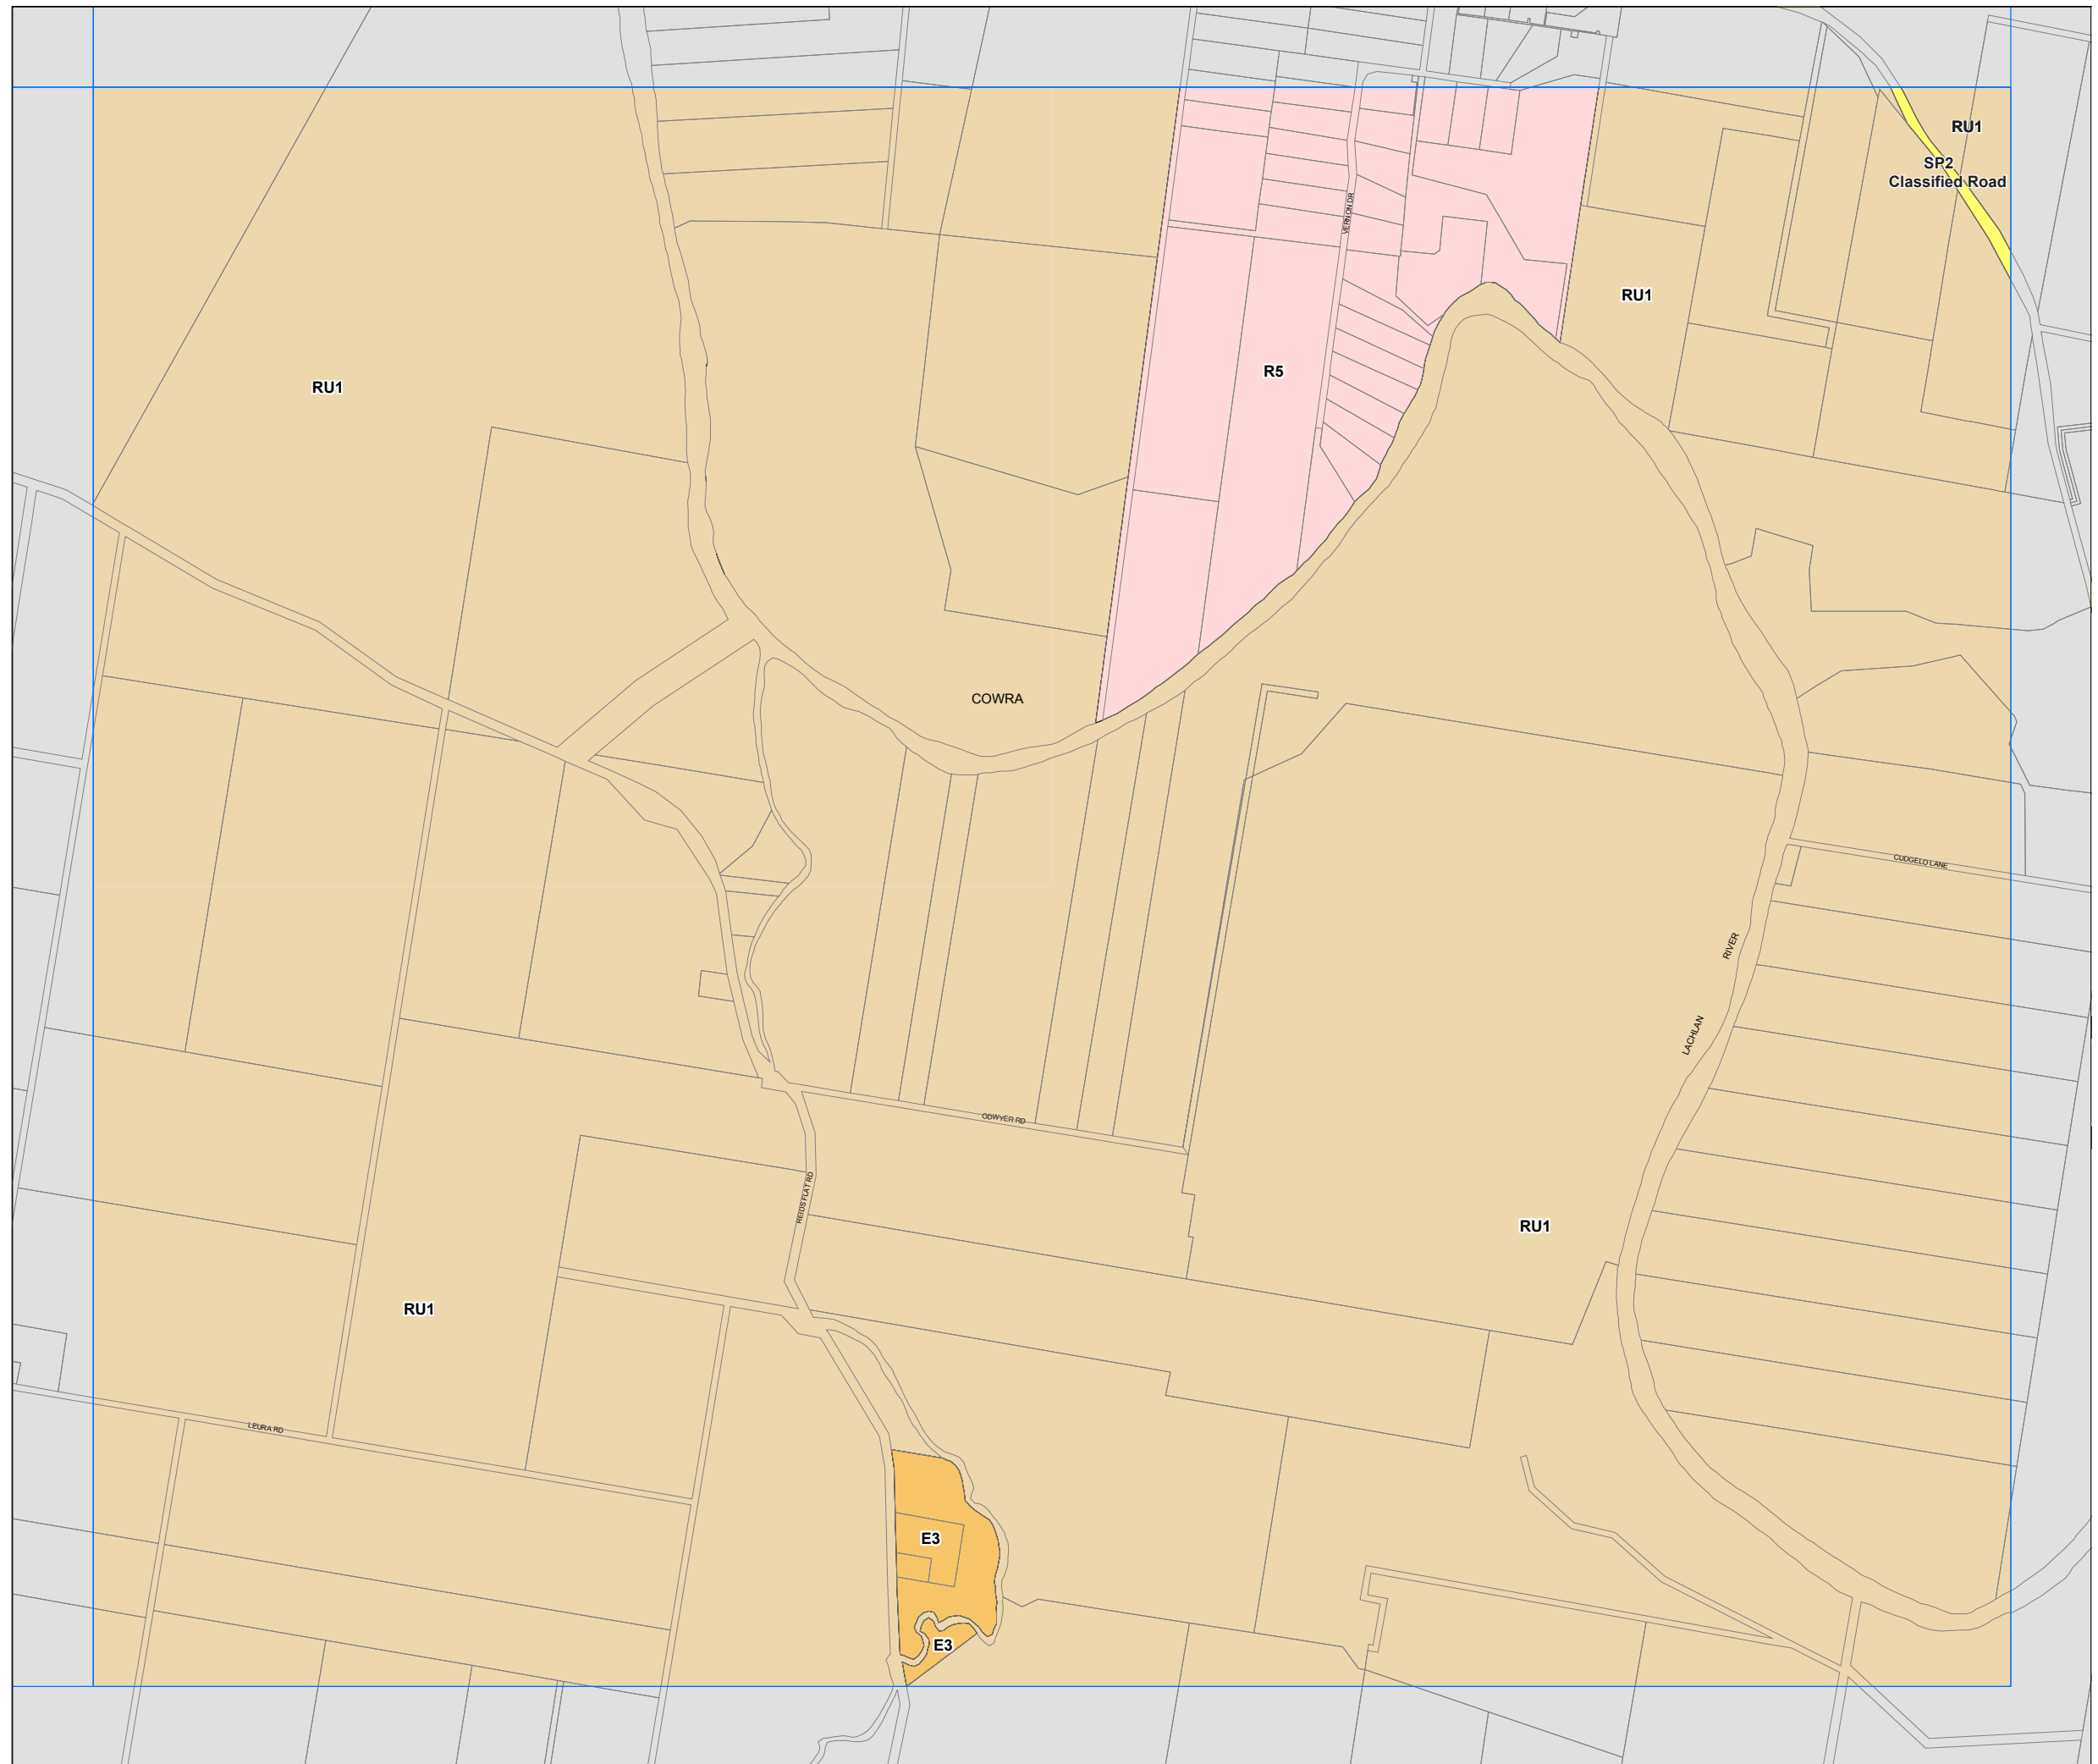 RU1
SP2
Classified Road
VERNON DR
RU1
R5
RU1
COWRA
CUDGELO LANE
RIVER
LACHLAN
ODWYER RD
REIDS FLAT RD
RU1
RU1
LEURA RD
E3
E3